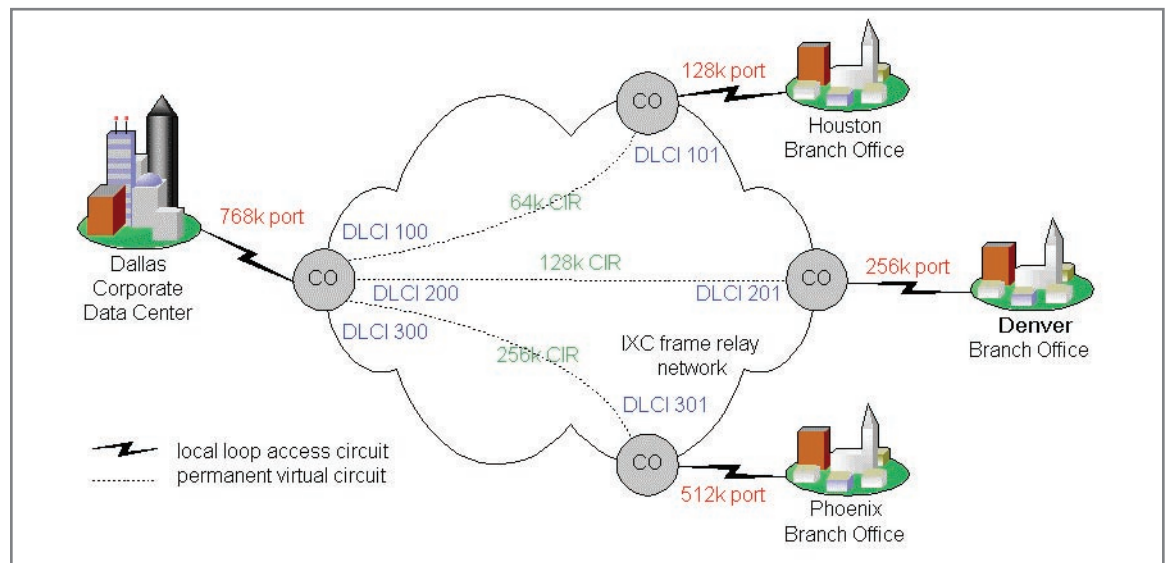 128k port
CO
Houston
Branch Office
DLCI 101
64k CIR
768k port
DLCI 100
Dallas
Corporate
Data Center
CO
128k CIR
CO
256k port
DLCI 200
DLCI 201
DLCI 300
Denver
Branch Office
256k CIR
IXC frame relay
network
DLCI 301
local loop access circuit
permanent virtual circuit
CO
512k port
Phoenix
Branch Office